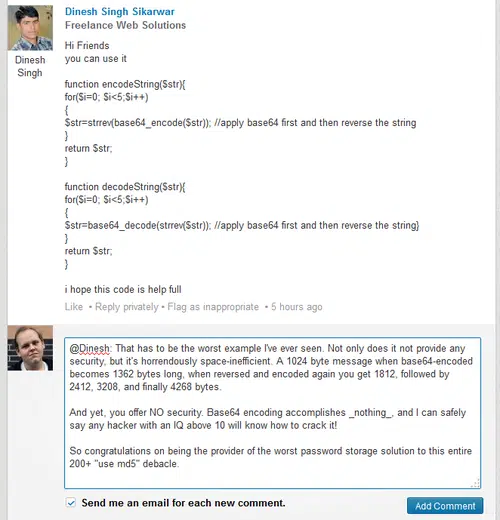 Dinesh Singh Sikarwar
Freelance Web Solutions
Dinesh
Singh
Hi Friends
you can use it
function encodeString($str){
for($i=0; $i<5;$i++)
{
$str=strrev(base64_encode($str)); //apply base64 first and then reverse the string
}
return $str;
}
function decodeString($str){
for($i=0; $i<5;$i++)
{
$str=base64_decode(strrev($str)); //apply base64 first and then reverse the string}
}
return $str;
}
i hope this code is help full
Like • Reply privately • Flag as inappropriate • 5 hours ago
@Dinesh: That has to be the worst example I've ever seen. Not only does it not provide any
security, but it's horrendously space-inefficient. A 1024 byte message when base64-encoded
becomes 1362 bytes long, when reversed and encoded again you get 1812, followed by
2412, 3208, and finally 4268 bytes.
And yet, you offer NO security. Base64 encoding accomplishes _nothing_, and I can safely
say any hacker with an IQ above 10 will know how to crack it!
So congratulations on being the provider of the worst password storage solution to this entire
200+ "use md5" debacle.
Send me an email for each new comment.
Add Comment